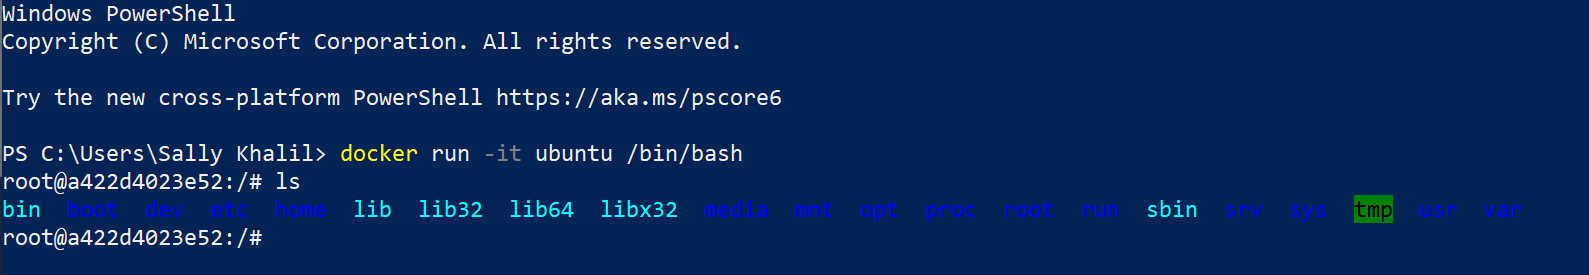 Windows PowerShell
Copyright (C) Microsoft Corporation. All rights reserved.
Try the new cross-platform PowerShell https://aka.ms/pscore6
PS C:\Users\Sally Khalil> docker run -it ubuntu /bin/bash
root@a422d4023e52:/# ls
bin boot dev etc home lib lib32 lib64 libx32 media mnt opt proc root run sbin srv sys tmp usr var
root@a422d4023e52:/#